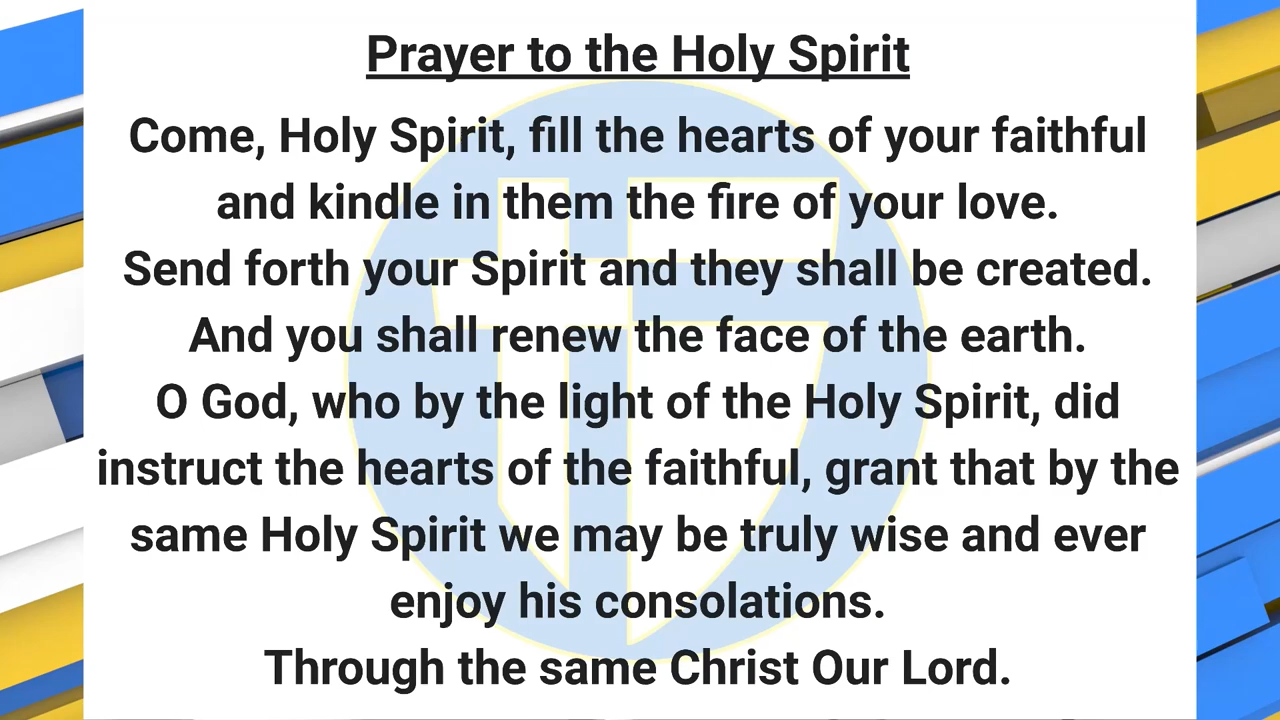 Prayer to the Holy Spirit
Come, Holy Spirit, fill the hearts of your faithful
and kindle in them the fire of your love.
Send forth your Spirit and they shall be created.
And you shall renew the face of the earth.
O God, who by the light of the Holy Spirit, did
instruct the hearts of the faithful, grant that by the
same Holy Spirit we may be truly wise and ever
enjoy his consolations.
Through the same Christ Our Lord.